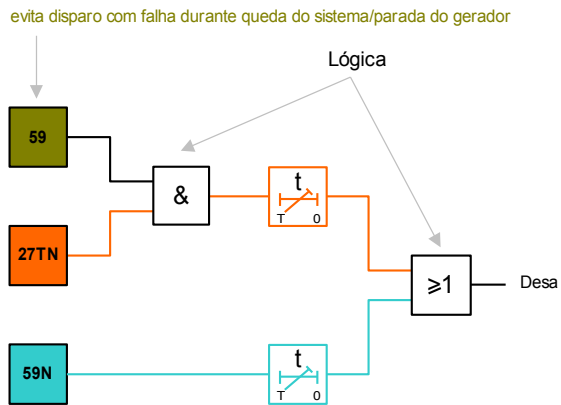 evita disparo com falha durante queda do sistema/parada do gerador
Lógica
59
&
t
T 0
27TN
≥1
Desa
59N
t
T 0